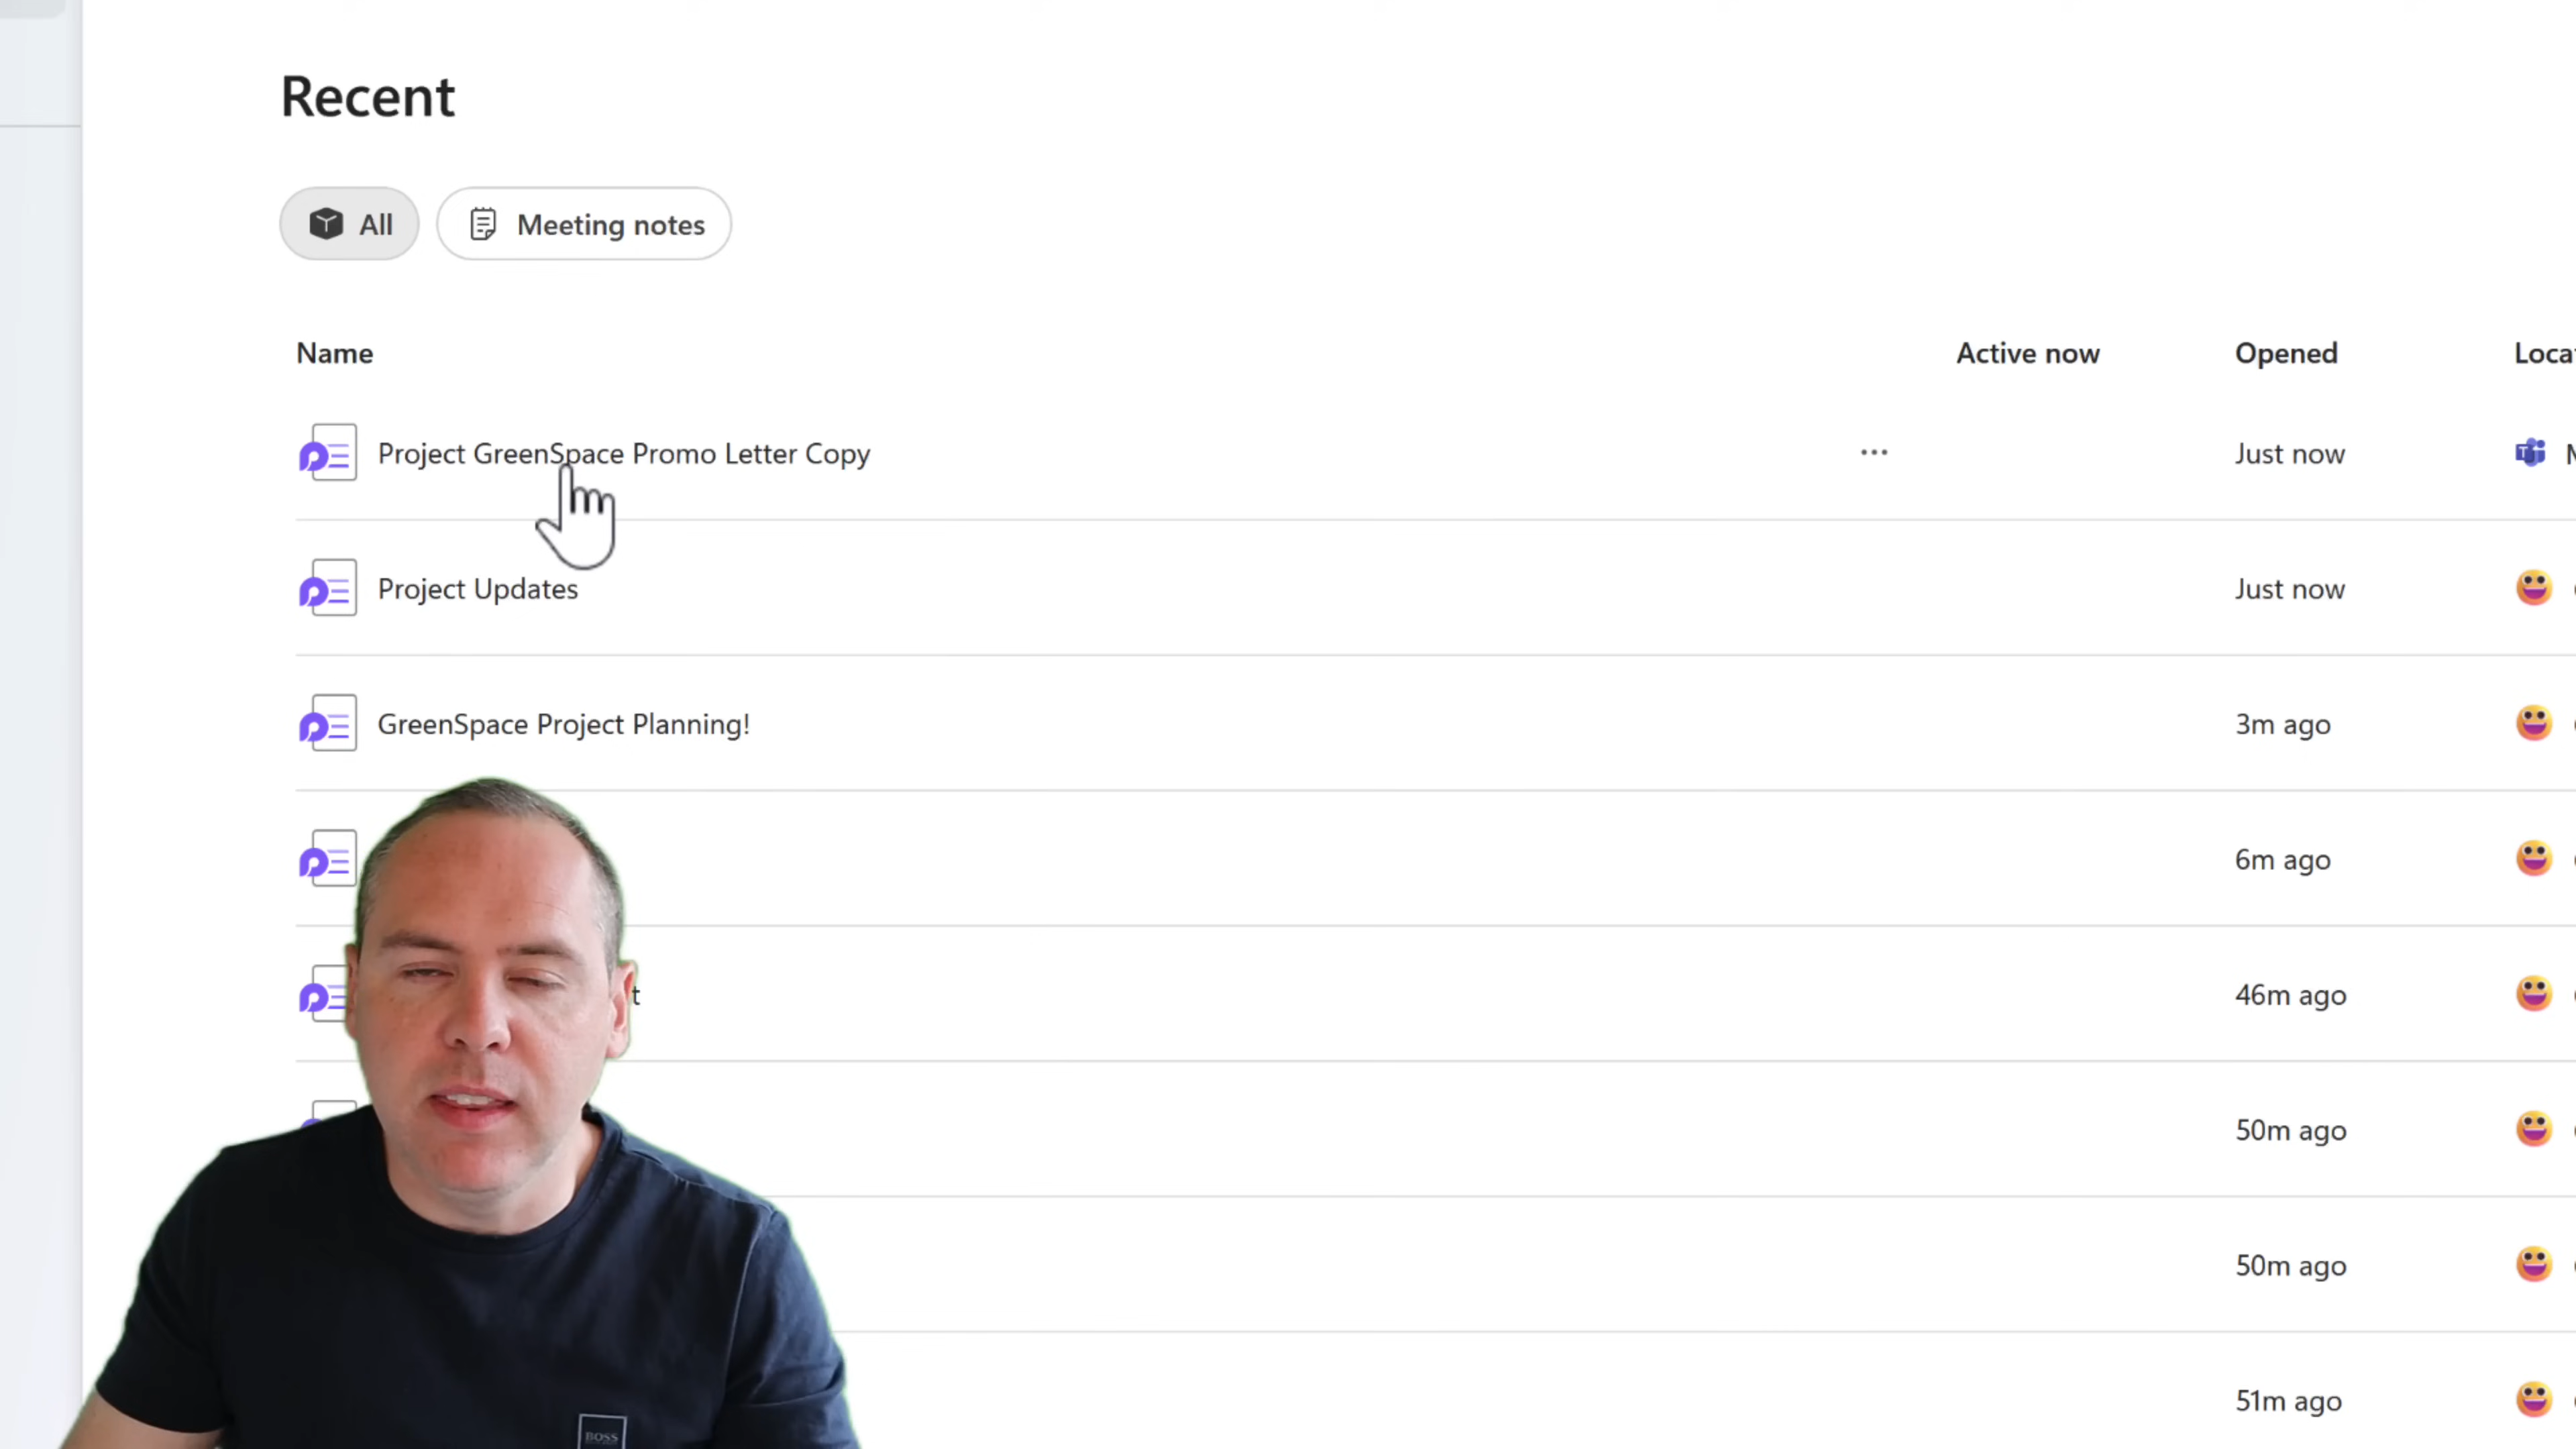 Recent
All
Meeting notes
Name Active now Opened
Project GreenSpace Promo Letter Copy ... Just now
Project Updates Just now
GreenSpace Project Planning! 3m ago
6m ago
46m ago
50m ago
50m ago
51m ago
BOSS